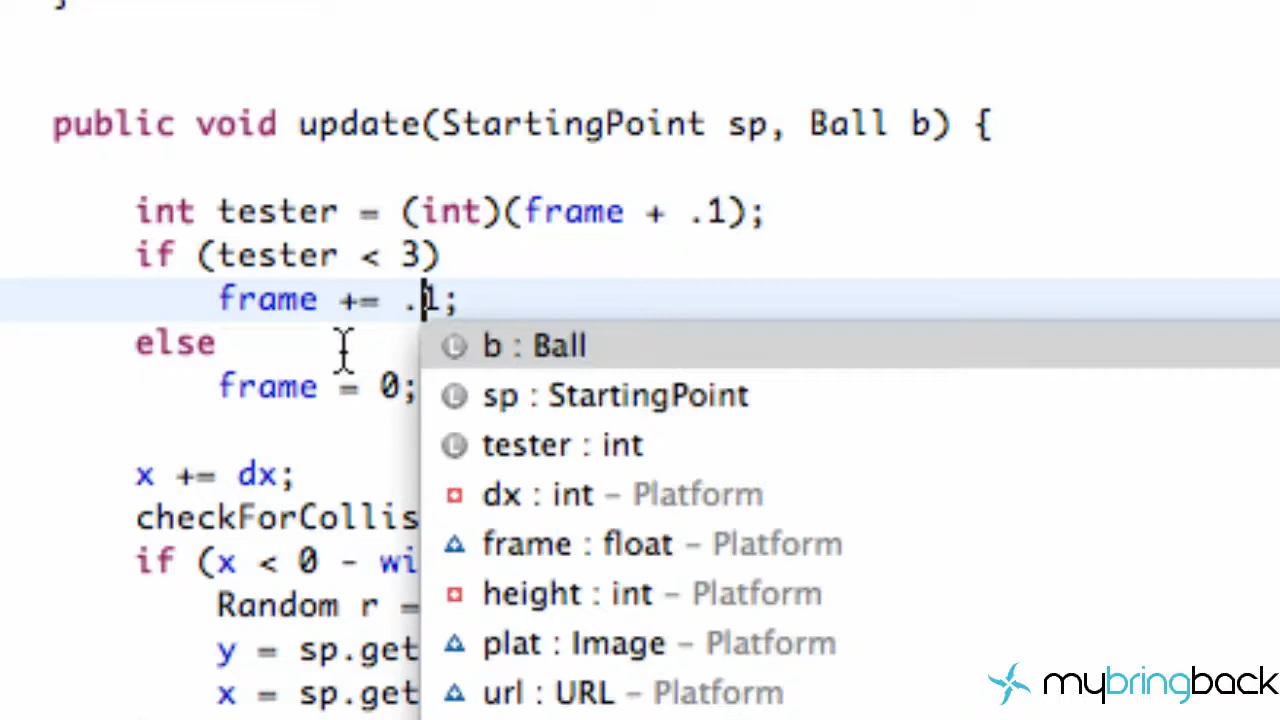 }
public void update(StartingPoint sp, Ball b) {
int tester = (int)(frame + .1);
if (tester < 3)
frame += .1;
else
frame = 0;
x += dx;
checkForCollis
if (x < 0 - wi
Random r =
y = sp.get
x = sp.get
b : Ball
sp : StartingPoint
tester : int
dx : int – Platform
frame : float – Platform
height : int – Platform
plat : Image – Platform
url : URL – Platform
mybringback